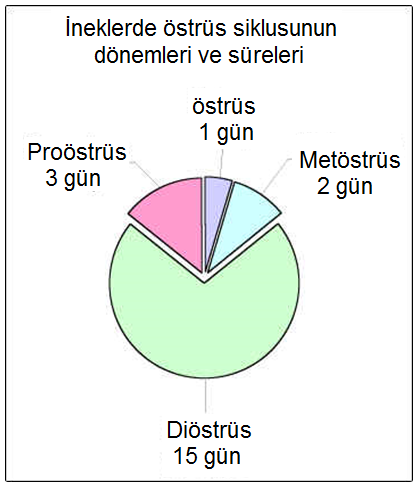 İneklerde östrüs siklusunun
dönemleri ve süreleri
östrüs
1 gün
Proöstrüs
3 gün
Metöstrüs
2 gün
Diöstrüs
15 gün